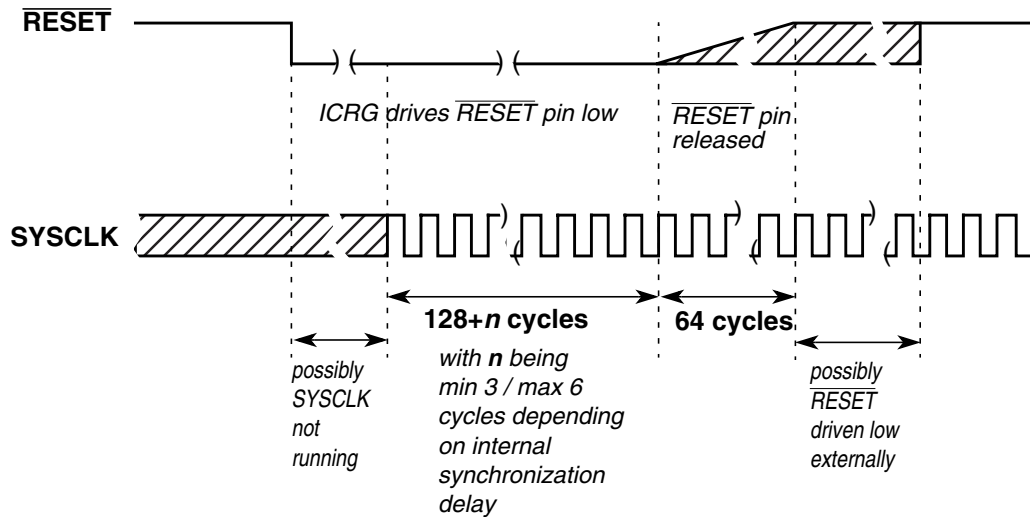 RESET
ICRG drives RESET pin low
RESET pin
released
SYSCLK
128+n cycles
64 cycles
with n being
min 3 / max 6
cycles depending
on internal
synchronization
delay
possibly
SYSCLK
not
running
possibly
RESET
driven low
externally